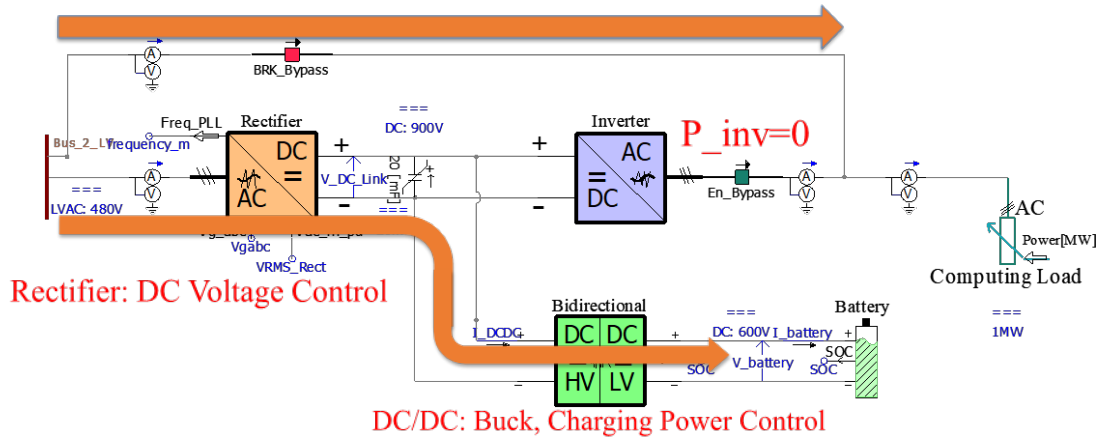 A
V
BRK_Bypass
Freq_PLL
Rectifier
===
DC: 900V
Inverter
P_inv=0
Bus_2_LV
frequency_m
DC
=
AC
+
-
V_DC_Link
20 [mF]
+
===
+
-
AC
=
DC
En_Bypass
A
V
A
V
A
V
===
LVAC: 480V
Vgabc
VRMS_Rect
AC
Power[MW]
Computing Load
===
1MW
Rectifier: DC Voltage Control
Bidirectional
===
Battery
I_DCDC
+
DC
DC
+
DC: 600V
I_battery
+
SOC
HV
LV
SOC
V_battery
SOC
-
-
-
DC/DC: Buck, Charging Power Control